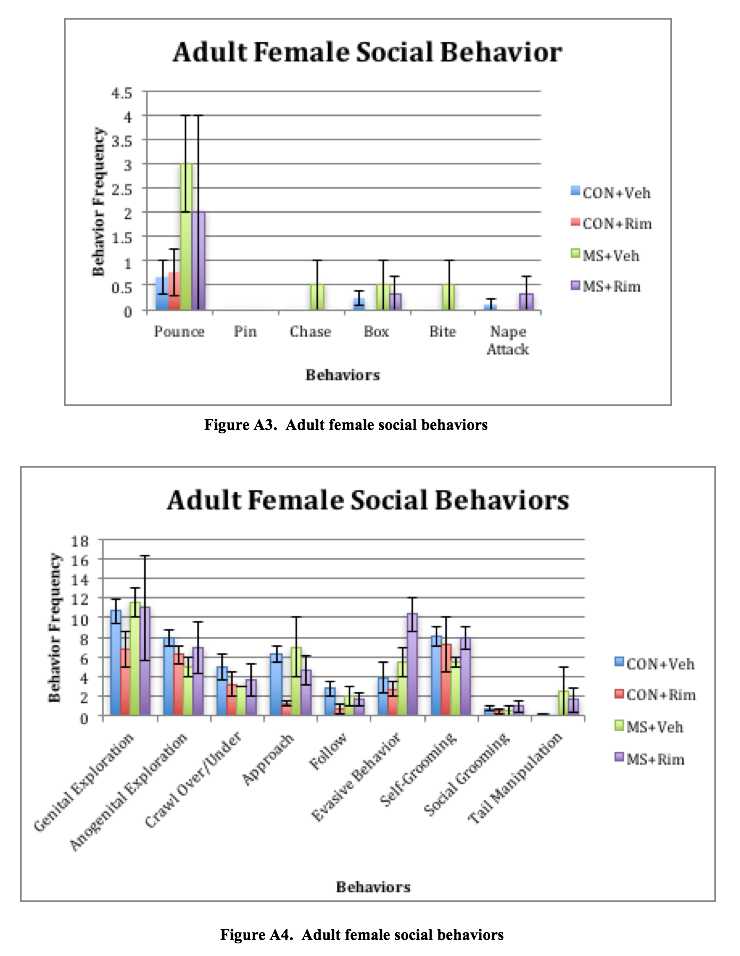 Adult Female Social Behavior
4.5
4
3.5
3
2.5
2
1.5
1
0.5
0
Behavior Frequency
Pounce
Pin
Chase
Box
Bite
Nape
Attack
Behaviors
CON+Veh
CON+Rim
MS+Veh
MS+Rim
Figure A3. Adult female social behaviors
Adult Female Social Behaviors
18
16
14
12
10
8
6
4
2
0
Behavior Frequency
Genital Exploration
Anogenital Exploration
Crawl Over/Under
Approach
Follow
Evasive Behavior
Self-Grooming
Social Grooming
Tail Manipulation
Behaviors
CON+Veh
CON+Rim
MS+Veh
MS+Rim
Figure A4. Adult female social behaviors